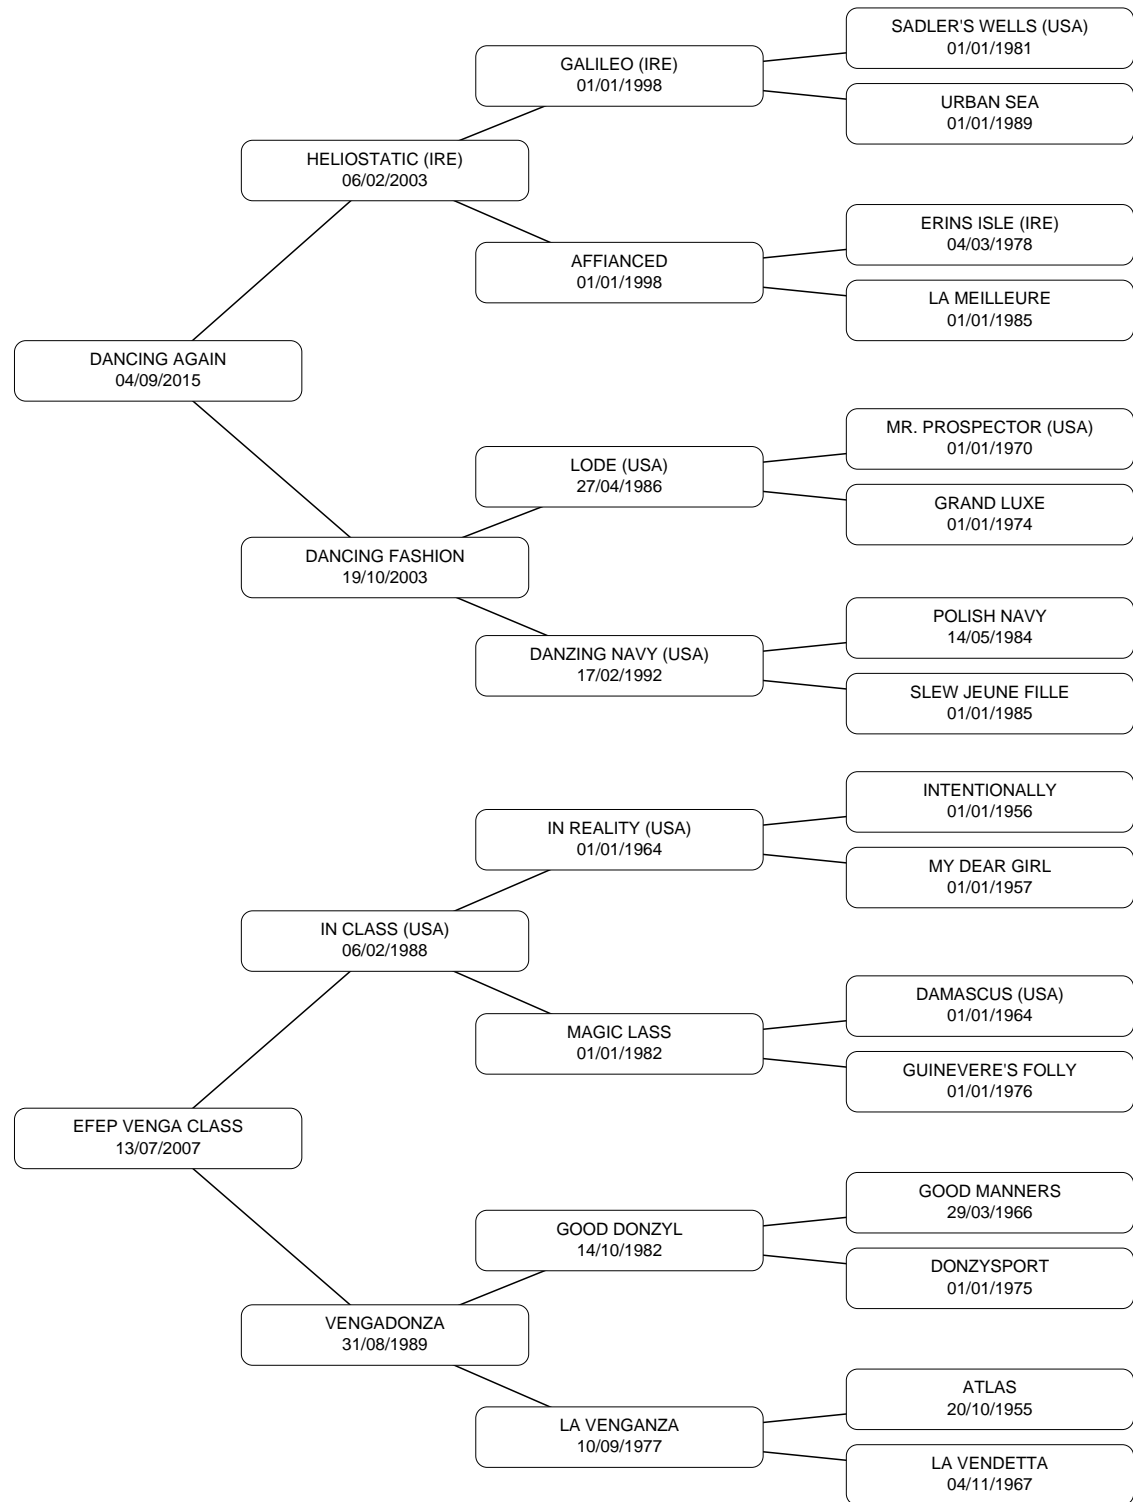 SADLER'S WELLS (USA)
01/01/1981
GALILEO (IRE)
01/01/1998
URBAN SEA
01/01/1989
HELIOSTATIC (IRE)
06/02/2003
ERINS ISLE (IRE)
04/03/1978
AFFIANCED
01/01/1998
LA MEILLEURE
01/01/1985
DANCING AGAIN
04/09/2015
MR. PROSPECTOR (USA)
01/01/1970
LODE (USA)
27/04/1986
GRAND LUXE
01/01/1974
DANCING FASHION
19/10/2003
POLISH NAVY
14/05/1984
DANZING NAVY (USA)
17/02/1992
SLEW JEUNE FILLE
01/01/1985
INTENTIONALLY
01/01/1956
IN REALITY (USA)
01/01/1964
MY DEAR GIRL
01/01/1957
IN CLASS (USA)
06/02/1988
DAMASCUS (USA)
01/01/1964
MAGIC LASS
01/01/1982
GUINEVERE'S FOLLY
01/01/1976
EFEP VENGA CLASS
13/07/2007
GOOD MANNERS
29/03/1966
GOOD DONZYL
14/10/1982
DONZYSPORT
01/01/1975
VENGADONZA
31/08/1989
ATLAS
20/10/1955
LA VENGANZA
10/09/1977
LA VENDETTA
04/11/1967